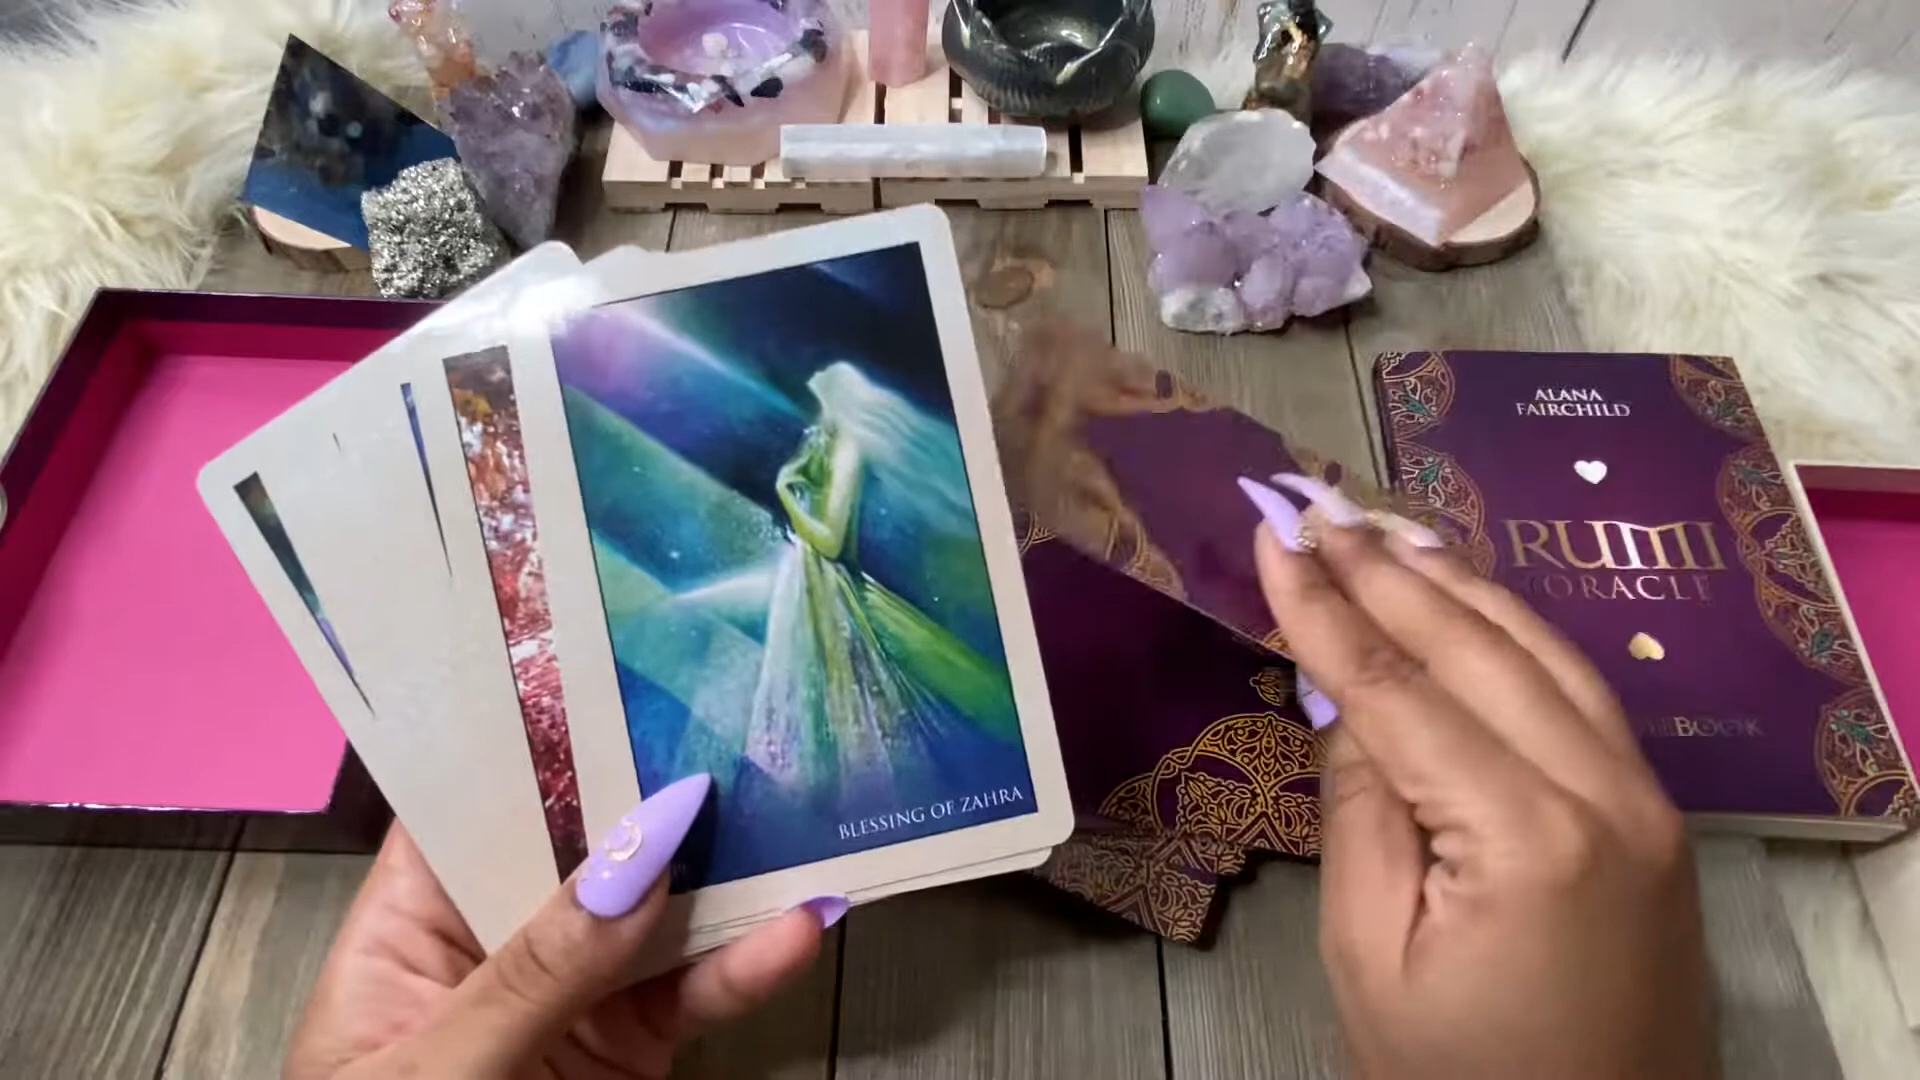 ALANA
FAIRCHILD
RUMI
ORACLE
BLESSING OF ZAHRA